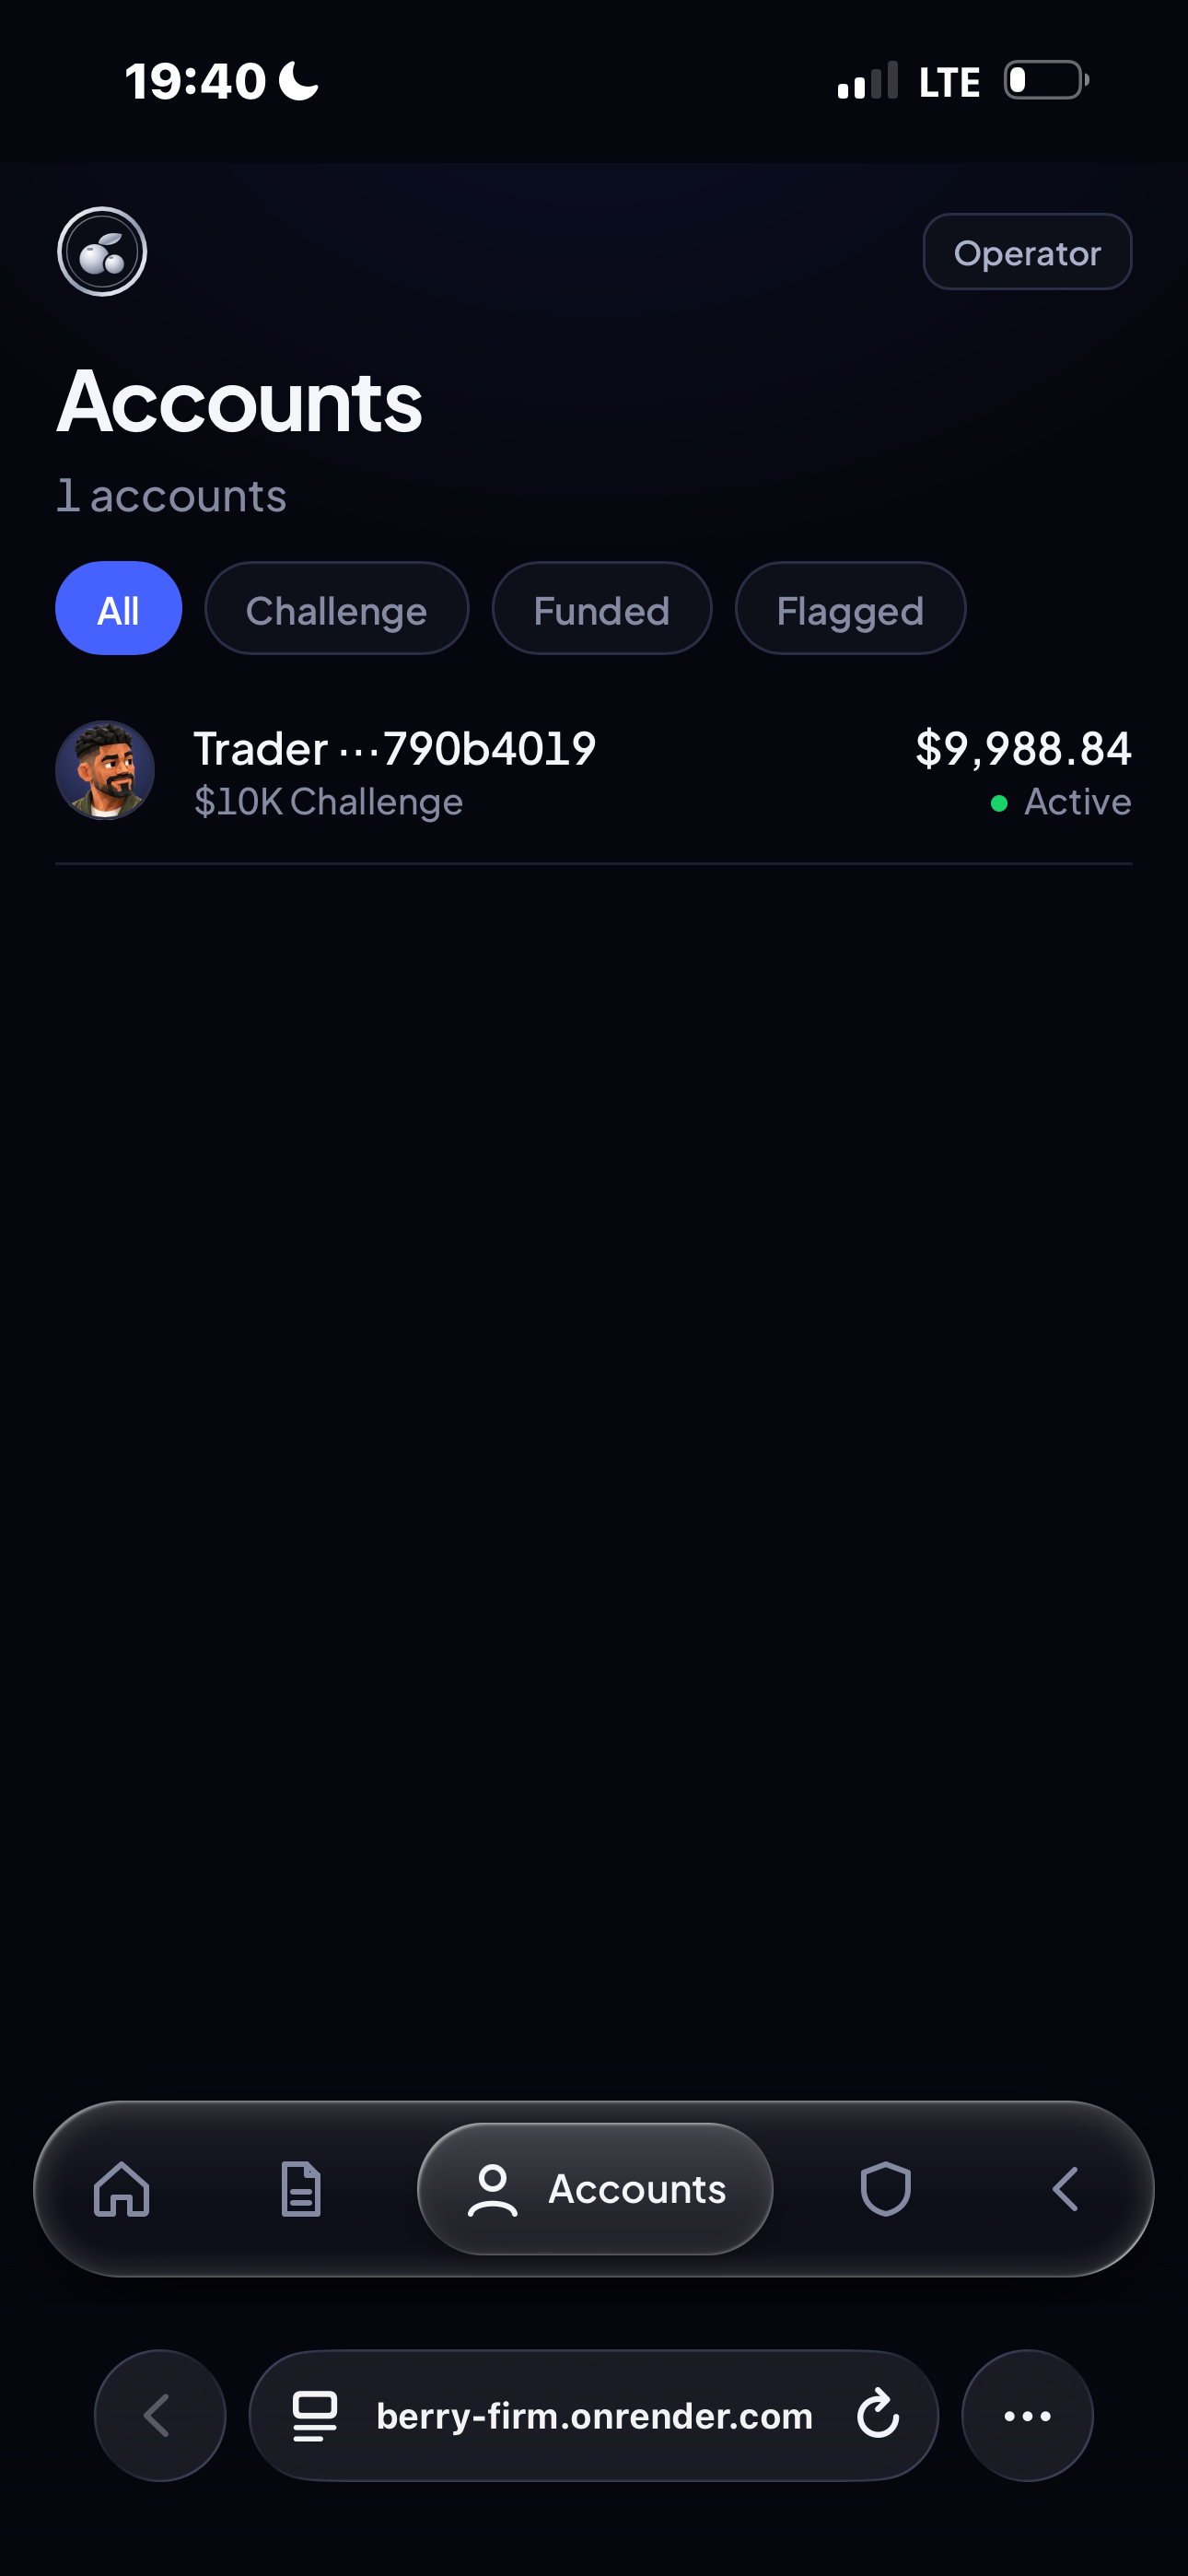 19:40
LTE
Operator
Accounts
1 accounts
All
Challenge
Funded
Flagged
Trader ···790b4019
$9,988.84
$10K Challenge
Active
Accounts
berry-firm.onrender.com